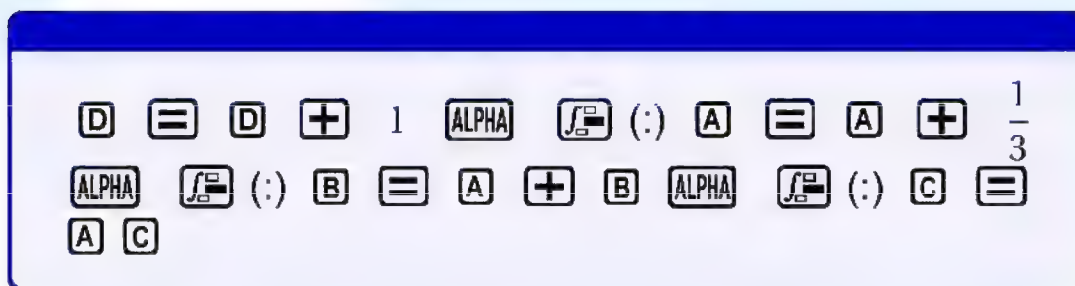 D = D + 1 ALPHA ∫ (:) A = A + 1/3
ALPHA ∫ (:) B = A + B ALPHA ∫ (:) C =
A C